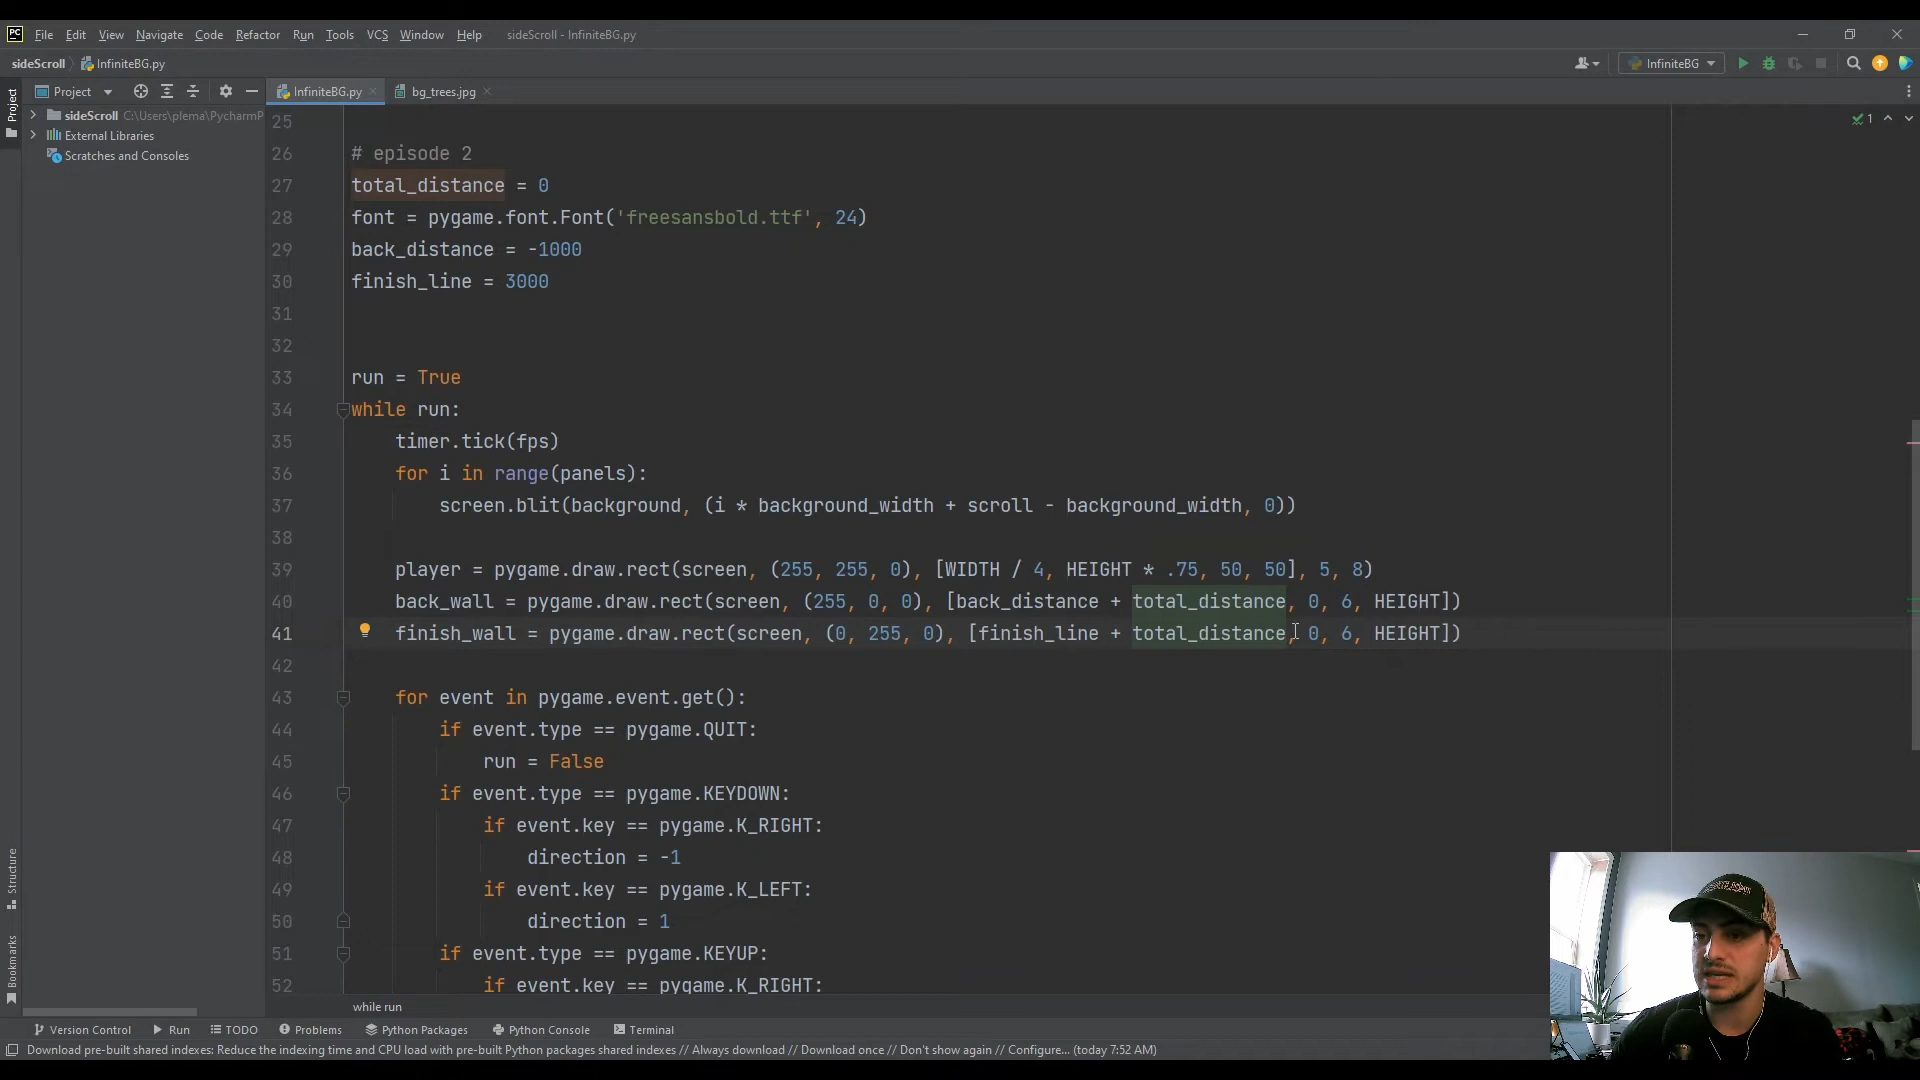 PC File Edit View Navigate Code Refactor Run Tools VCS Window Help sideScroll - InfiniteBG.py
sideScroll InfiniteBG.py InfiniteBG
Project InfiniteBG.py bg_trees.jpg
Project
sideScroll C:\Users\plema\PycharmP
External Libraries
Scratches and Consoles
1
25
26 # episode 2
27 total_distance = 0
28 font = pygame.font.Font('freesansbold.ttf', 24)
29 back_distance = -1000
30 finish_line = 3000
31
32
33 run = True
34 while run:
35 timer.tick(fps)
36 for i in range(panels):
37 screen.blit(background, (i * background_width + scroll - background_width, 0))
38
39 player = pygame.draw.rect(screen, (255, 255, 0), [WIDTH / 4, HEIGHT * .75, 50, 50], 5, 8)
40 back_wall = pygame.draw.rect(screen, (255, 0, 0), [back_distance + total_distance, 0, 6, HEIGHT])
41 finish_wall = pygame.draw.rect(screen, (0, 255, 0), [finish_line + total_distance, 0, 6, HEIGHT])
42
43 for event in pygame.event.get():
44 if event.type == pygame.QUIT:
45 run = False
46 if event.type == pygame.KEYDOWN:
47 if event.key == pygame.K_RIGHT:
48 direction = -1
49 if event.key == pygame.K_LEFT:
50 direction = 1
51 if event.type == pygame.KEYUP:
52 if event.key == pygame.K_RIGHT:
Structure
Bookmarks
while run
Version Control Run TODO Problems Python Packages Python Console Terminal
Download pre-built shared indexes: Reduce the indexing time and CPU load with pre-built Python packages shared indexes // Always download // Download once // Don't show again // Configure... (today 7:52 AM)